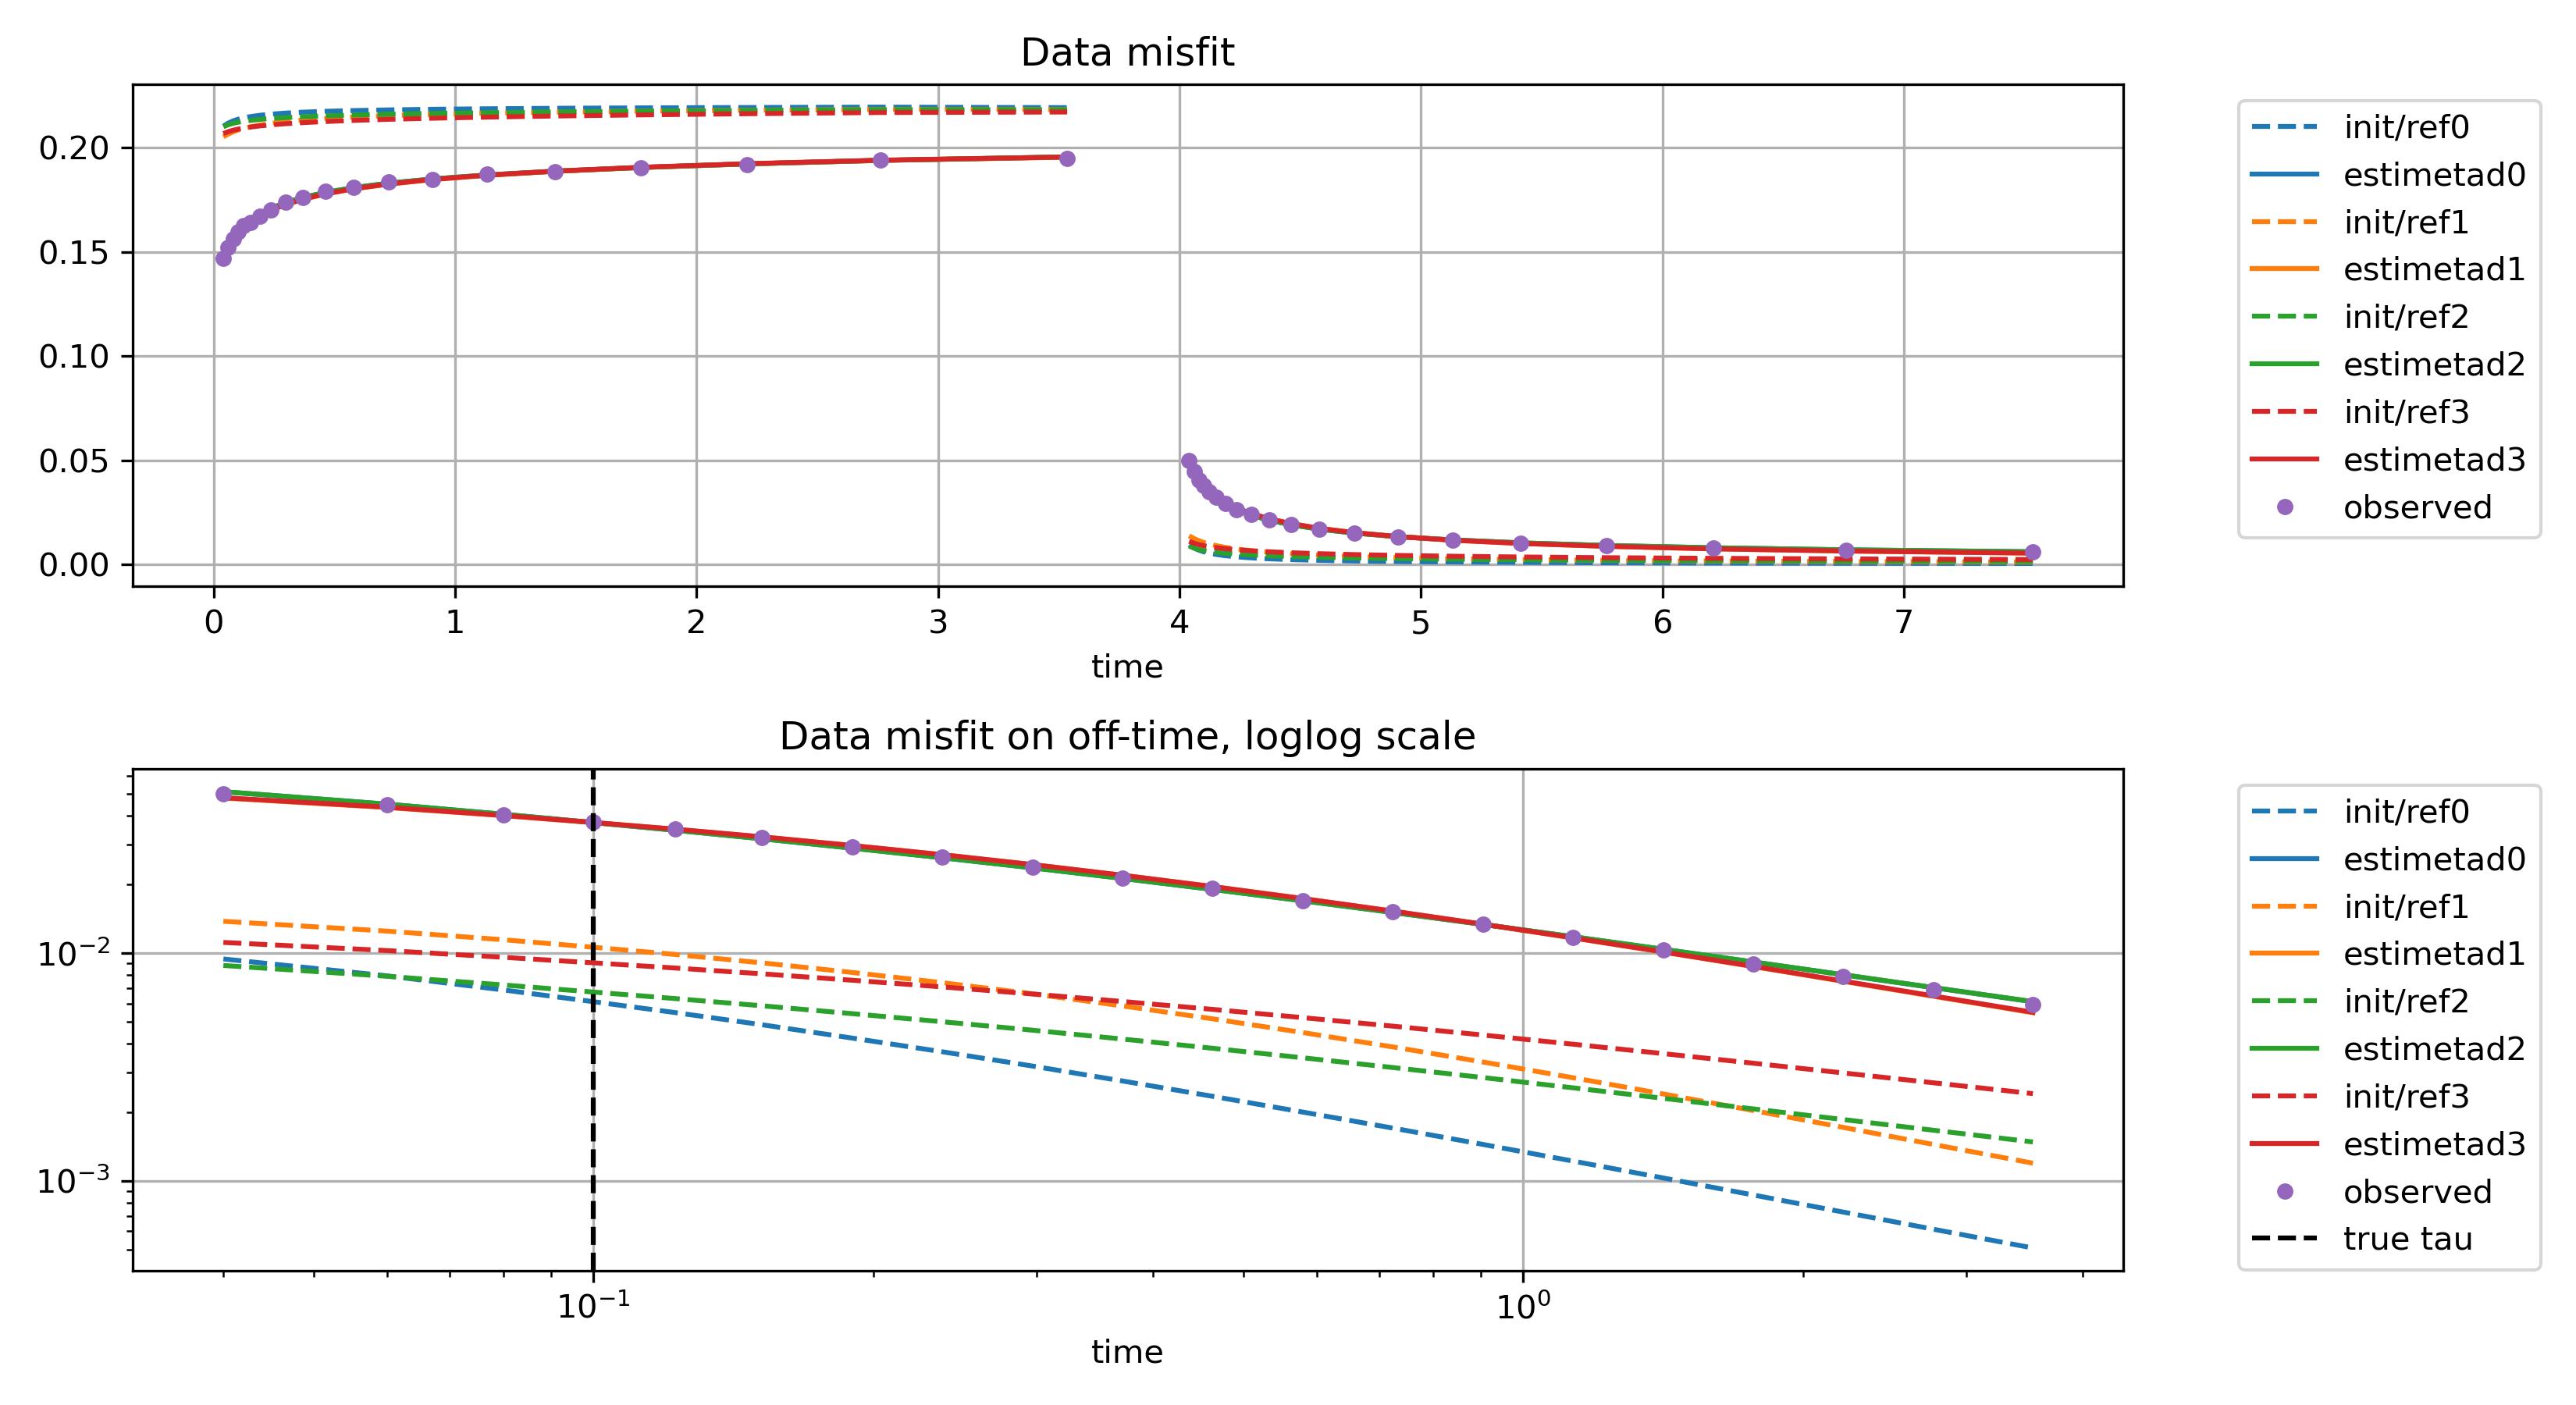 Data misfit
0.20
0.15
0.10
0.05
0.00
0 1 2 3 4 5 6 7
time
init/ref0
estimetad0
init/ref1
estimetad1
init/ref2
estimetad2
init/ref3
estimetad3
observed
Data misfit on off-time, loglog scale
10⁻²
10⁻³
10⁻¹ 10⁰
time
init/ref0
estimetad0
init/ref1
estimetad1
init/ref2
estimetad2
init/ref3
estimetad3
observed
true tau